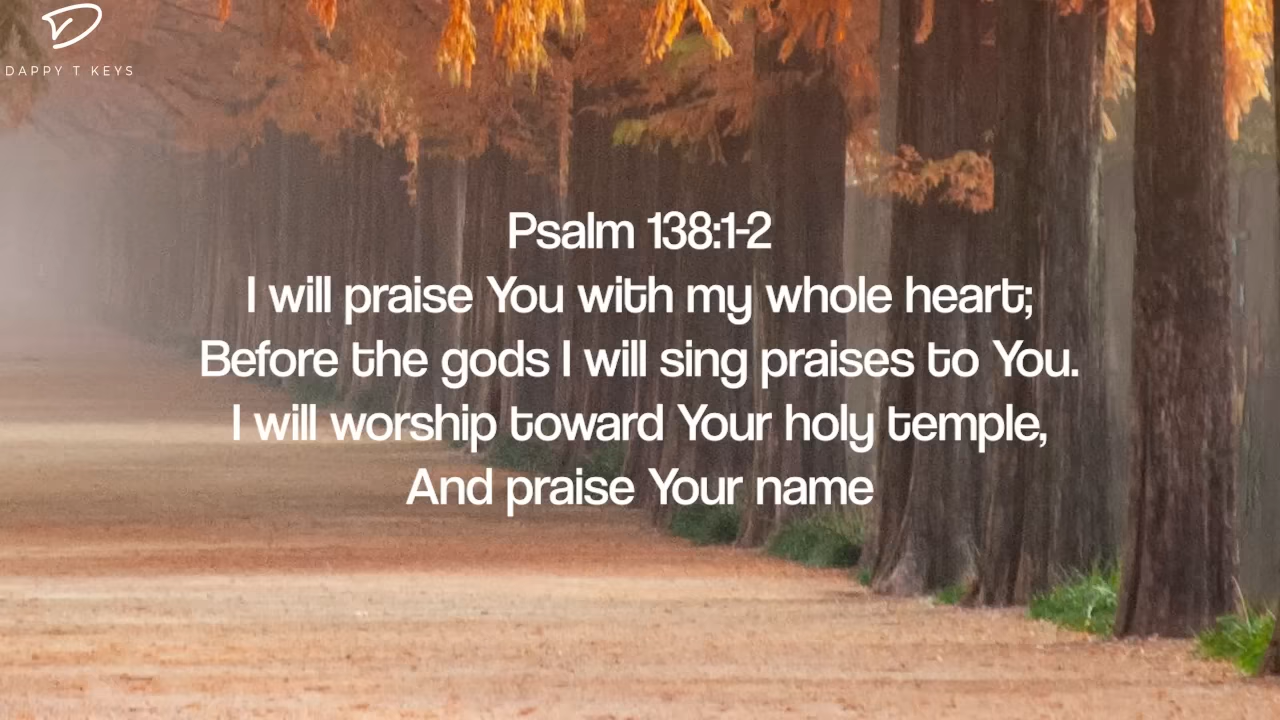 DAPPY T KEYS
Psalm 138:1-2
I will praise You with my whole heart;
Before the gods I will sing praises to You.
I will worship toward Your holy temple,
And praise Your name